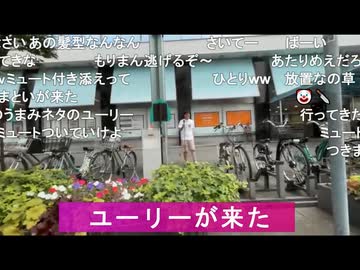 さい あの髪型なんなん さいてー ばーい
てきな もりまん逃げるぞ〜 あたりめえだろ
wミュート付き添えって ひとりww 放置なの草
まといが来た 🤡
のうまみネタのユーリー 行ってきた
ミュートついていけよ ミュート
つきま
ユーリーが来た